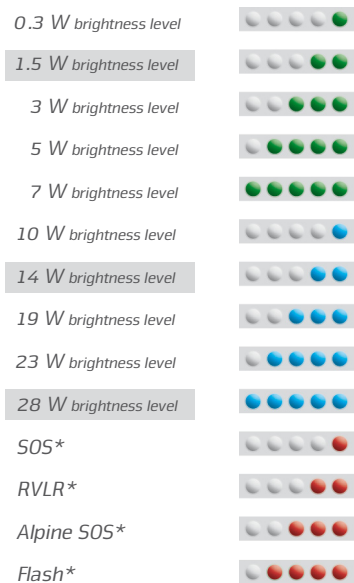 0.3 W brightness level
1.5 W brightness level
3 W brightness level
5 W brightness level
7 W brightness level
10 W brightness level
14 W brightness level
19 W brightness level
23 W brightness level
28 W brightness level
SOS*
RVLR*
Alpine SOS*
Flash*